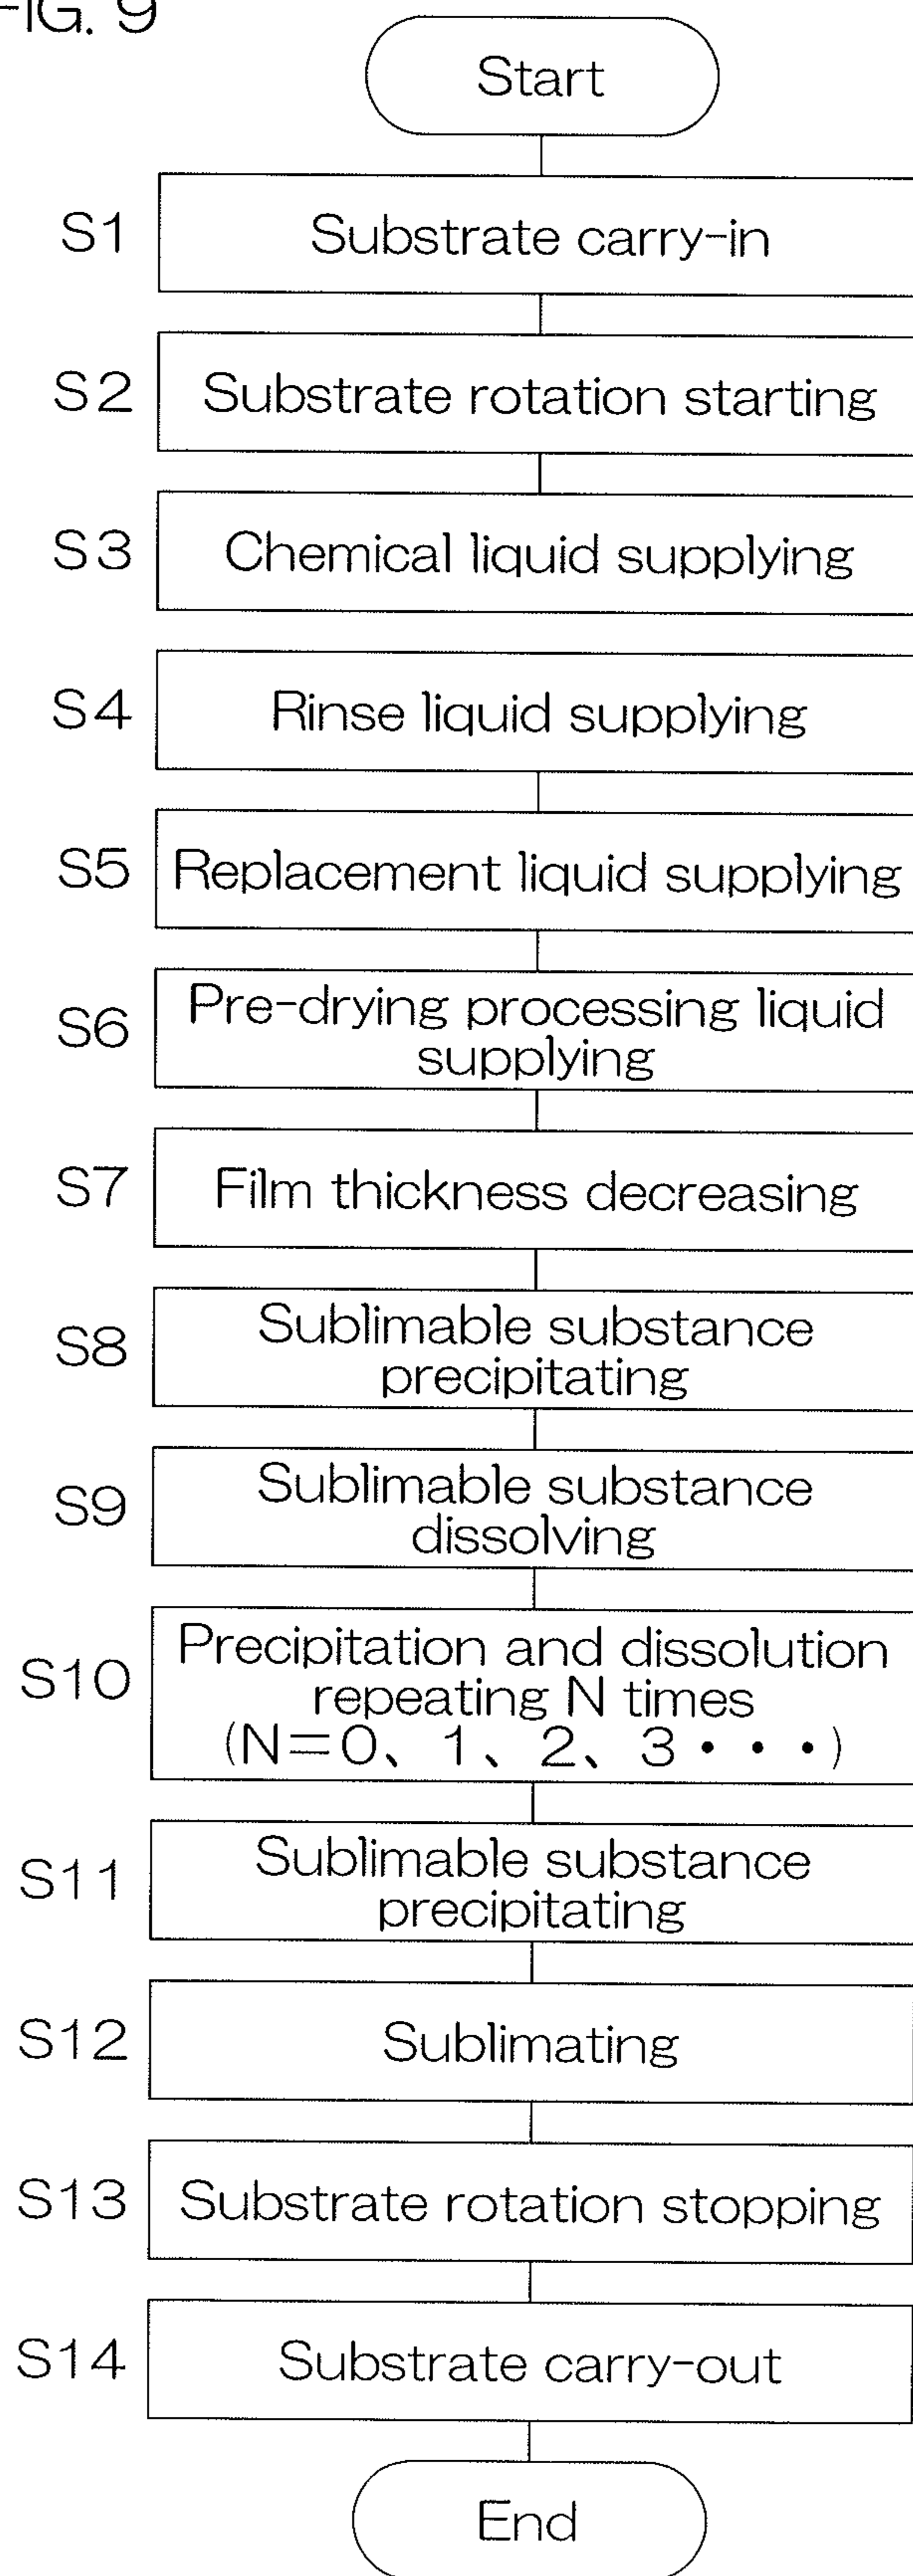 FIG. 9
Start
S1 Substrate carry-in
S2 Substrate rotation starting
S3 Chemical liquid supplying
S4 Rinse liquid supplying
S5 Replacement liquid supplying
S6 Pre-drying processing liquid
supplying
S7 Film thickness decreasing
S8 Sublimable substance
precipitating
S9 Sublimable substance
dissolving
S10 Precipitation and dissolution
repeating N times
(N=0、1、2、3・・・)
S11 Sublimable substance
precipitating
S12 Sublimating
S13 Substrate rotation stopping
S14 Substrate carry-out
End